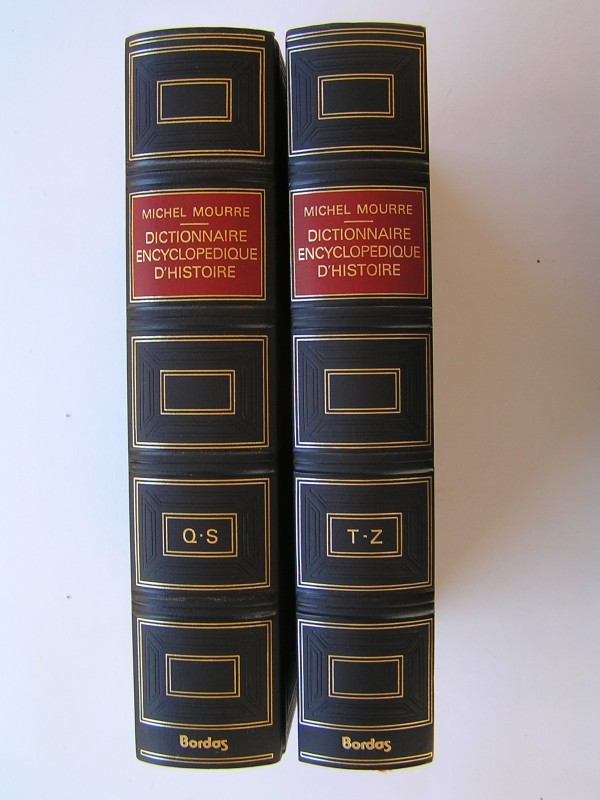 MICHEL MOURRE
DICTIONNAIRE
ENCYCLOPEDIQUE
D'HISTOIRE
Q·S
Bordas
MICHEL MOURRE
DICTIONNAIRE
ENCYCLOPEDIQUE
D'HISTOIRE
T-Z
Bordas